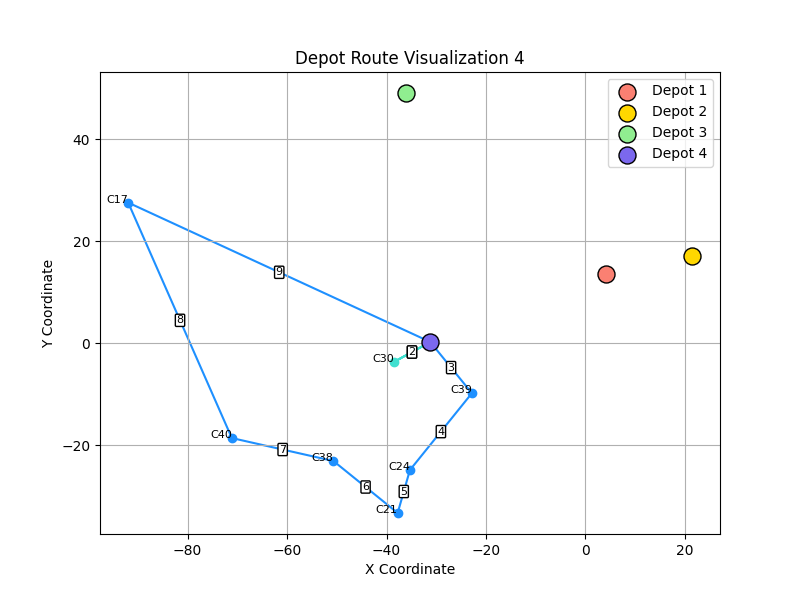 Depot Route Visualization 4
Depot 1
Depot 2
Depot 3
Depot 4
40
20
0
−20
Y Coordinate
C17
9
8
C30
2
3
C39
4
C40
7
C38
C24
6
5
C21
−80
−60
−40
−20
0
20
X Coordinate